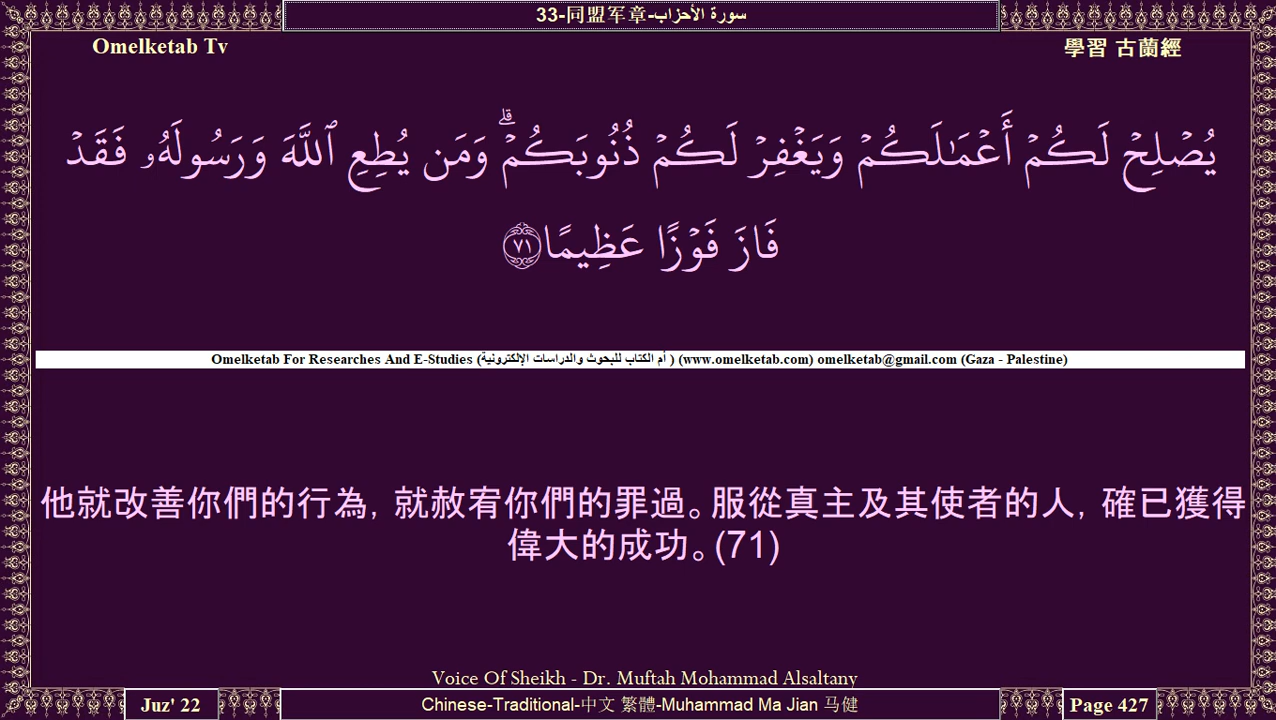 33-同盟军章-سورة الأحزاب
Omelketab Tv
學習 古蘭經
يُصۡلِحۡ لَكُمۡ أَعۡمَٰلَكُمۡ وَيَغۡفِرۡ لَكُمۡ ذُنُوبَكُمۡۗ وَمَن يُطِعِ ٱللَّهَ وَرَسُولَهُۥ فَقَدۡ
فَازَ فَوۡزًا عَظِيمًا ٧١
Omelketab For Researches And E-Studies (أم الكتاب للبحوث والدراسات الإلكترونية ) (www.omelketab.com) omelketab@gmail.com (Gaza - Palestine)
他就改善你們的行為，就赦宥你們的罪過。服從真主及其使者的人，確已獲得
偉大的成功。(71)
Voice Of Sheikh - Dr. Muftah Mohammad Alsaltany
Juz' 22
Chinese-Traditional-中文 繁體-Muhammad Ma Jian 马健
Page 427